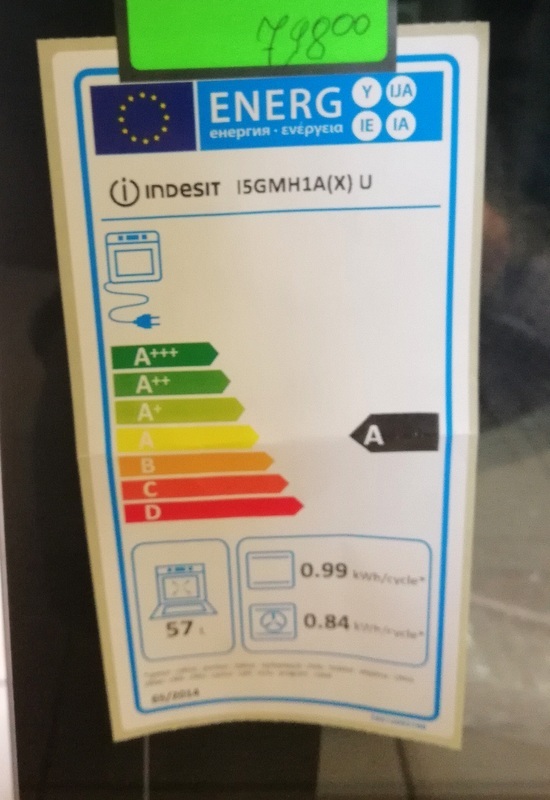 798⁰⁰
ENERG
Y IJA
IE IA
енергия · ενέργεια
indesit I5GMH1A(X) U
A+++
A++
A+
A
B
C
D
A
57 L
0.99 kWh/cycle*
0.84 kWh/cycle*
65/2014